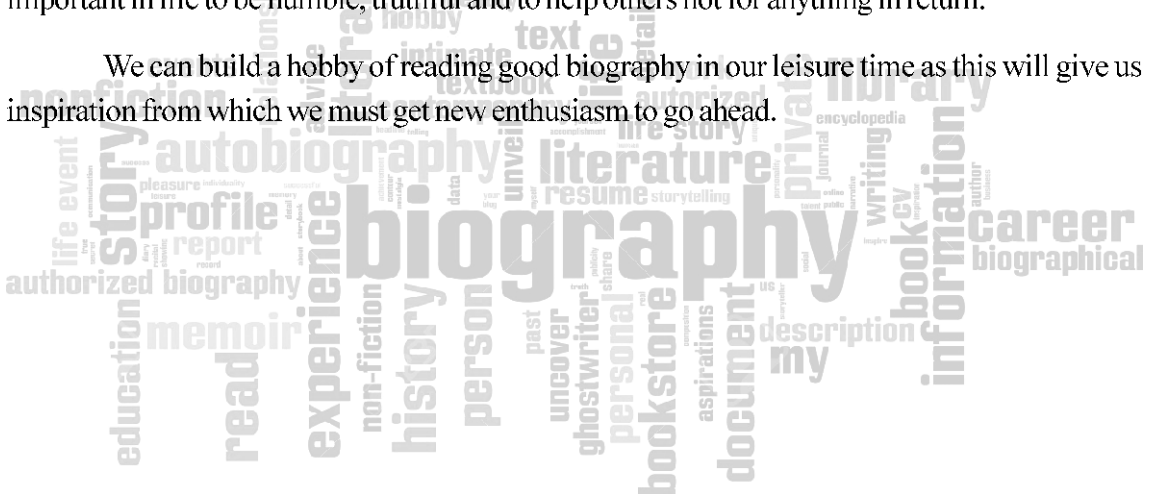 important in life to be humble, truthful and to help others not for anything in return.
hobby
text
intimate
We can build a hobby of reading good biography in our leisure time as this will give us
textbook
authorized
library
nonfiction
inspiration from which we must get new enthusiasm to go ahead.
life story
encyclopedia
autobiography
literature
unveil
private
journal
writing
information
author
life event
story
pleasure
data
resume
storytelling
profile
biography
cv
book
career
report
experience
share
biographical
authorized biography
us
education
memoir
non-fiction
history
person
past
uncover
ghostwriter
personal
bookstore
aspirations
document
description
my
read